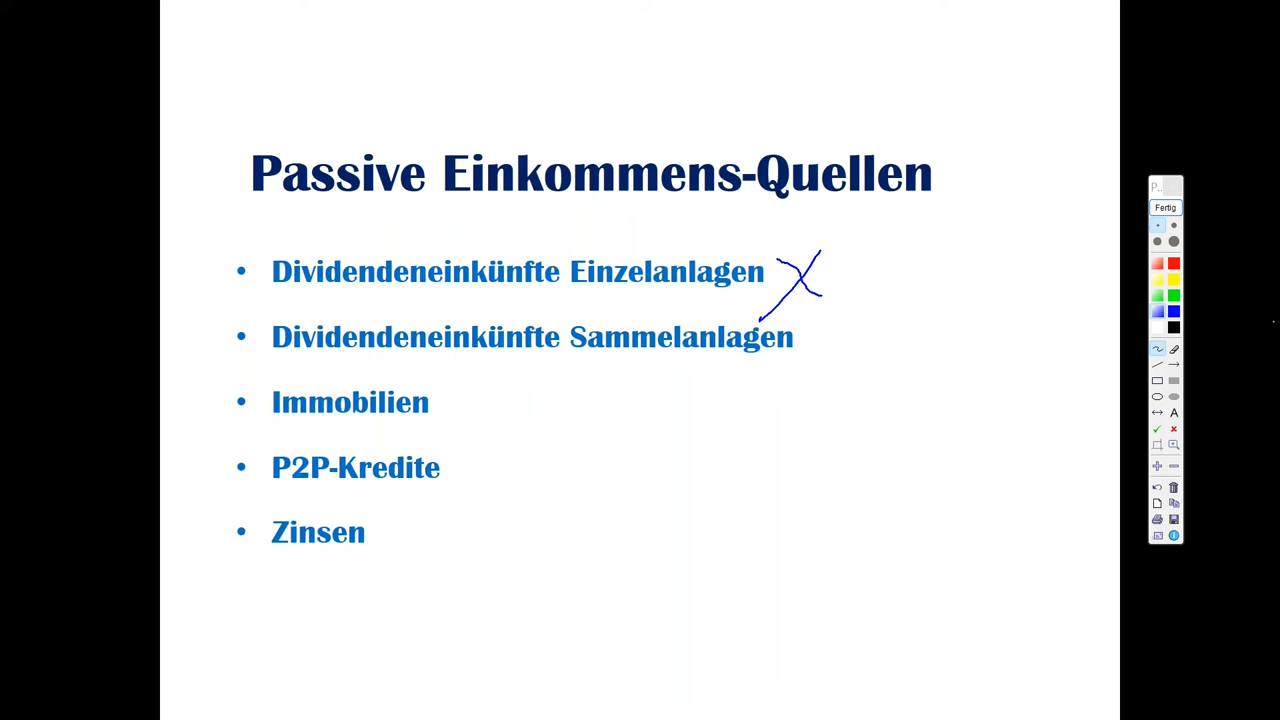 Passive Einkommens-Quellen
• Dividendeneinkünfte Einzelanlagen
• Dividendeneinkünfte Sammelanlagen
• Immobilien
• P2P-Kredite
• Zinsen
P..
Fertig
A